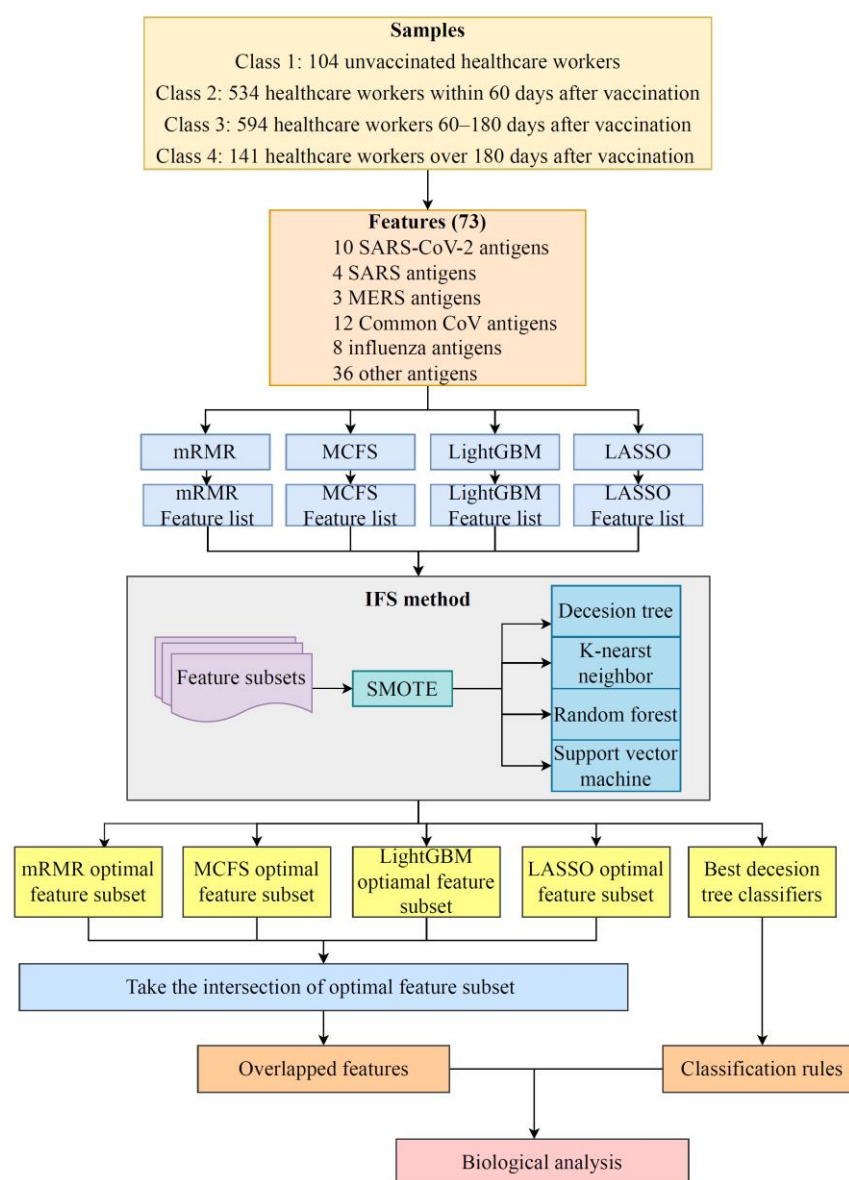 Samples
Class 1: 104 unvaccinated healthcare workers
Class 2: 534 healthcare workers within 60 days after vaccination
Class 3: 594 healthcare workers 60–180 days after vaccination
Class 4: 141 healthcare workers over 180 days after vaccination
Features (73)
10 SARS-CoV-2 antigens
4 SARS antigens
3 MERS antigens
12 Common CoV antigens
8 influenza antigens
36 other antigens
mRMR
MCFS
LightGBM
LASSO
mRMR
Feature list
MCFS
Feature list
LightGBM
Feature list
LASSO
Feature list
IFS method
Feature subsets
SMOTE
Decesion tree
K-nearst
neighbor
Random forest
Support vector
machine
mRMR optimal
feature subset
MCFS optimal
feature subset
LightGBM
optiamal feature
subset
LASSO optimal
feature subset
Best decesion
tree classifiers
Take the intersection of optimal feature subset
Overlapped features
Classification rules
Biological analysis